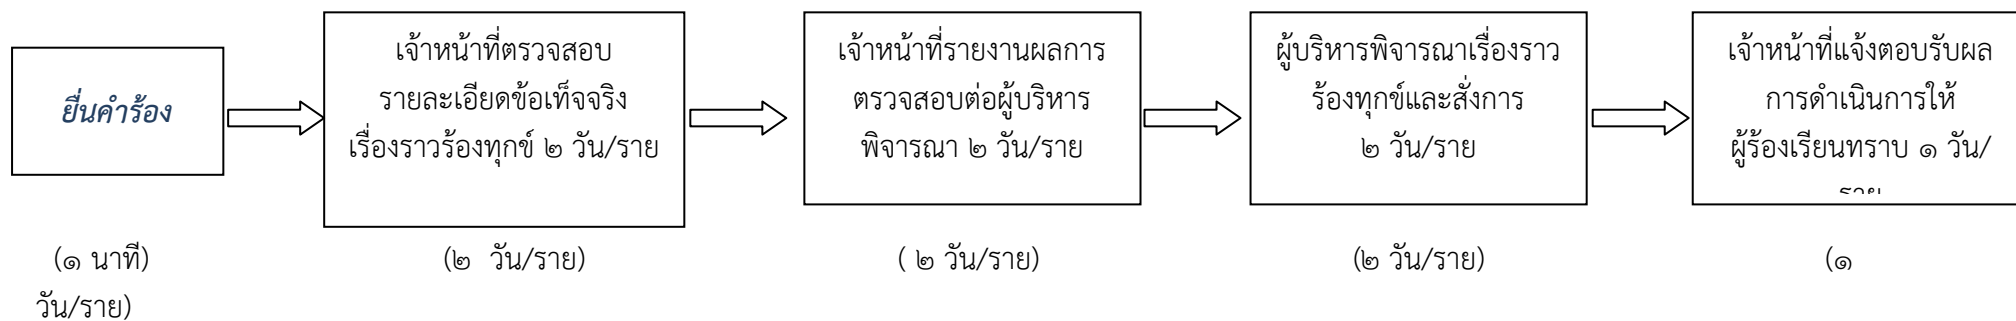 ยื่นคำร้อง
เจ้าหน้าที่ตรวจสอบ
รายละเอียดข้อเท็จจริง
เรื่องราวร้องทุกข์ ๒ วัน/ราย
เจ้าหน้าที่รายงานผลการ
ตรวจสอบต่อผู้บริหาร
พิจารณา ๒ วัน/ราย
ผู้บริหารพิจารณาเรื่องราว
ร้องทุกข์และสั่งการ
๒ วัน/ราย
เจ้าหน้าที่แจ้งตอบรับผล
การดำเนินการให้
ผู้ร้องเรียนทราบ ๑ วัน/
ราย
(๑ นาที) (๒ วัน/ราย) ( ๒ วัน/ราย) (๒ วัน/ราย) (๑
วัน/ราย)